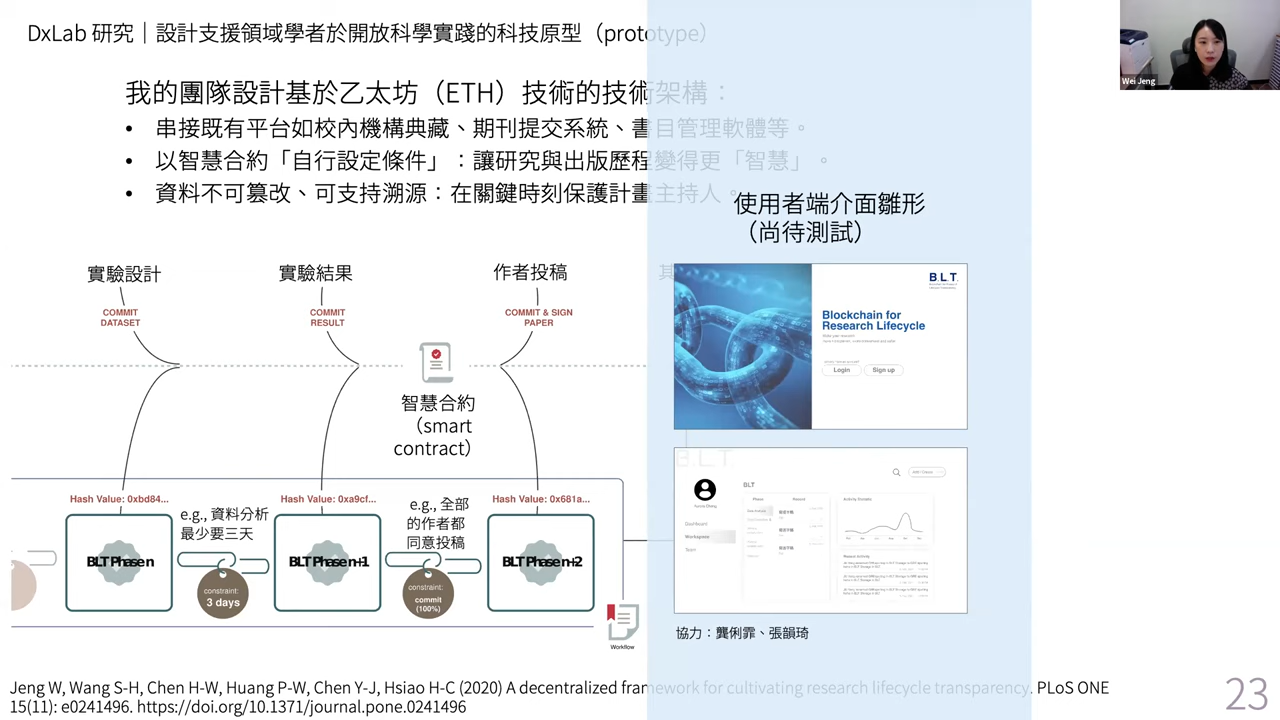 DxLab 研究｜設計支援領域學者於開放科學實踐的科技原型（prototype）
Wei Jeng
我的團隊設計基於乙太坊（ETH）技術的技術架構：
• 串接既有平台如校內機構典藏、期刊提交系統、書目管理軟體等。
• 以智慧合約「自行設定條件」：讓研究與出版歷程變得更「智慧」。
• 資料不可篡改、可支持溯源：在關鍵時刻保護計畫主持人。
使用者端介面雛形
（尚待測試）
實驗設計
實驗結果
作者投稿
其
COMMIT
DATASET
COMMIT
RESULT
COMMIT & SIGN
PAPER
智慧合約
（smart
contract）
B.L.T.
Blockchain for
Research Lifecycle
Login
Sign up
Hash Value: 0xbd84...
Hash Value: 0xa9cf...
Hash Value: 0x681a...
e.g., 資料分析
最少要三天
e.g., 全部
的作者都
同意投稿
BLT Phase n
BLT Phase n+1
BLT Phase n+2
constraint:
3 days
constraint:
commit
(100%)
Workflow
B.L.T.
BLT
Phase
Record
Activity Overview
Dashboard
Workspace
Team
Recent Activity
協力：龔俐霏、張韻琦
Jeng W, Wang S-H, Chen H-W, Huang P-W, Chen Y-J, Hsiao H-C (2020) A decentralized framework for cultivating research lifecycle transparency. PLoS ONE
15(11): e0241496. https://doi.org/10.1371/journal.pone.0241496
23